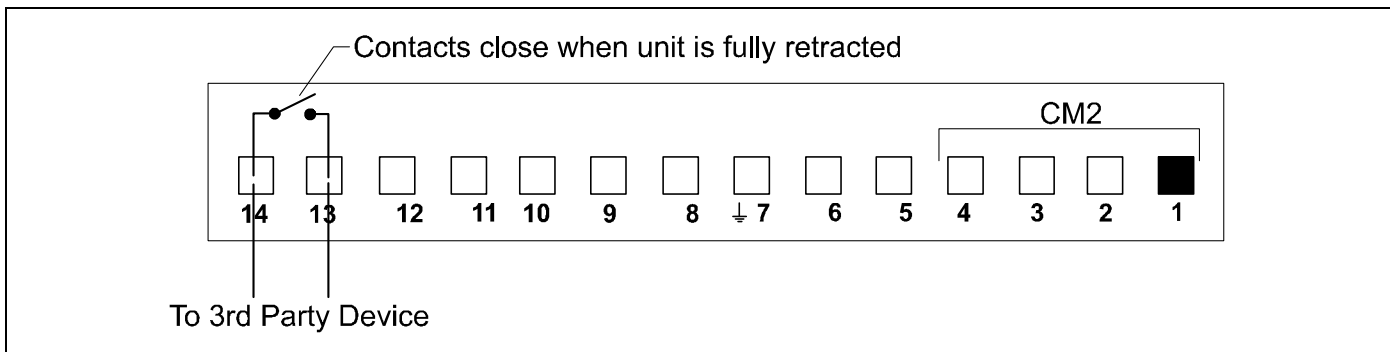 Contacts close when unit is fully retracted
CM2
14 13 12 11 10 9 8 ⏚ 7 6 5 4 3 2 1
To 3rd Party Device